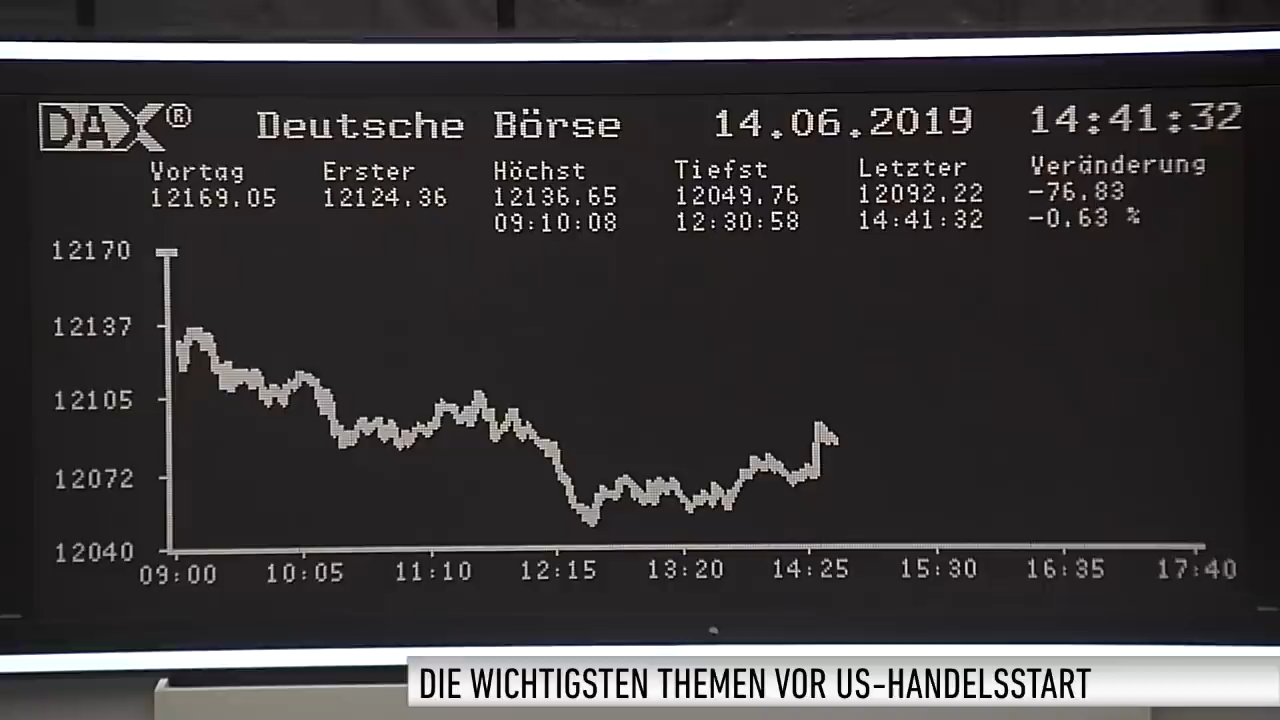 DAX® Deutsche Börse 14.06.2019 14:41:32
Vortag Erster Höchst Tiefst Letzter Veränderung
12169.05 12124.36 12136.65 12049.76 12092.22 -76.83
09:10:08 12:30:58 14:41:32 -0.63 %
12170
12137
12105
12072
12040
09:00 10:05 11:10 12:15 13:20 14:25 15:30 16:35 17:40
DIE WICHTIGSTEN THEMEN VOR US-HANDELSSTART